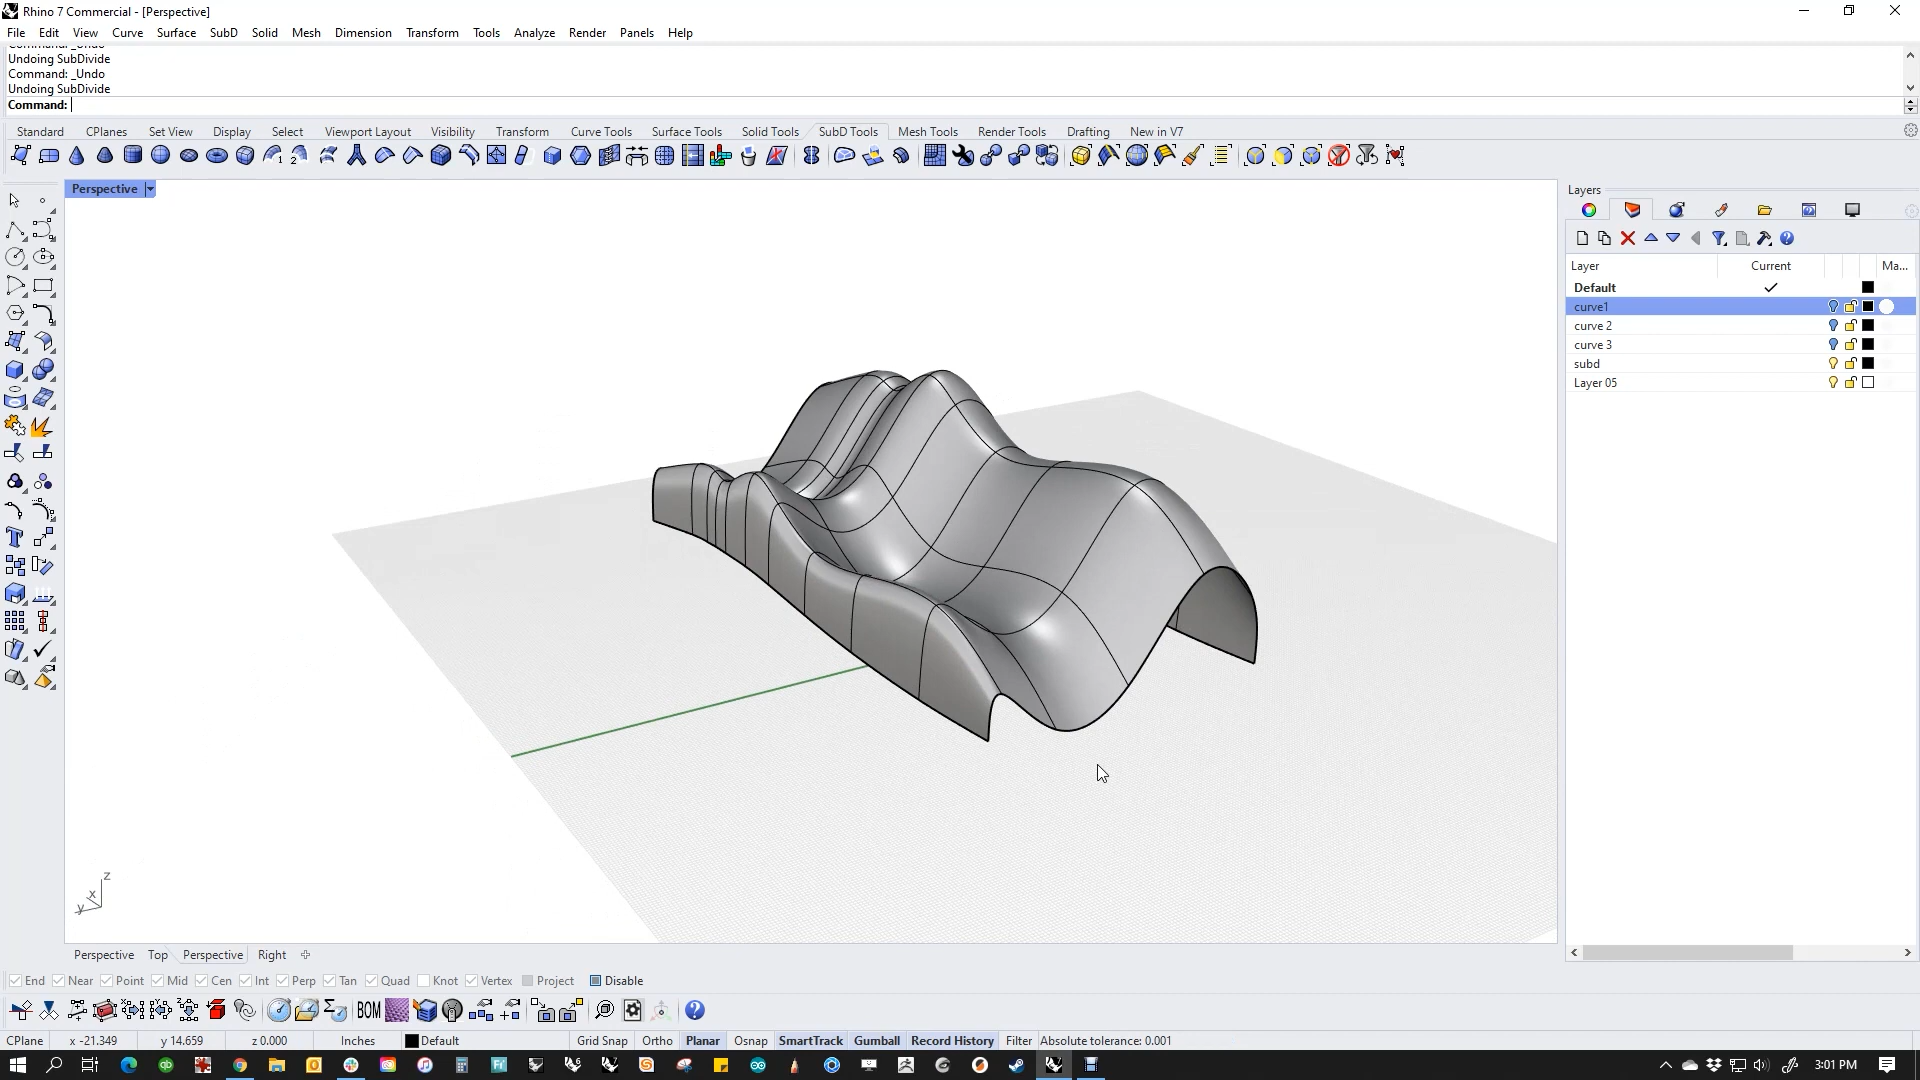 Rhino 7 Commercial - [Perspective]
File Edit View Curve Surface SubD Solid Mesh Dimension Transform Tools Analyze Render Panels Help
Command: _Undo
Undoing SubDivide
Command: _Undo
Undoing SubDivide
Command:
Standard CPlanes Set View Display Select Viewport Layout Visibility Transform Curve Tools Surface Tools Solid Tools SubD Tools Mesh Tools Render Tools Drafting New in V7
Perspective
Layers
Layer Current Ma...
Default
curve1
curve 2
curve 3
subd
Layer 05
z
x
y
Perspective Top Perspective Right
End Near Point Mid Cen Int Perp Tan Quad Knot Vertex Project Disable
BOM
CPlane x -21.349 y 14.659 z 0.000 Inches Default Grid Snap Ortho Planar Osnap SmartTrack Gumball Record History Filter Absolute tolerance: 0.001
3:01 PM